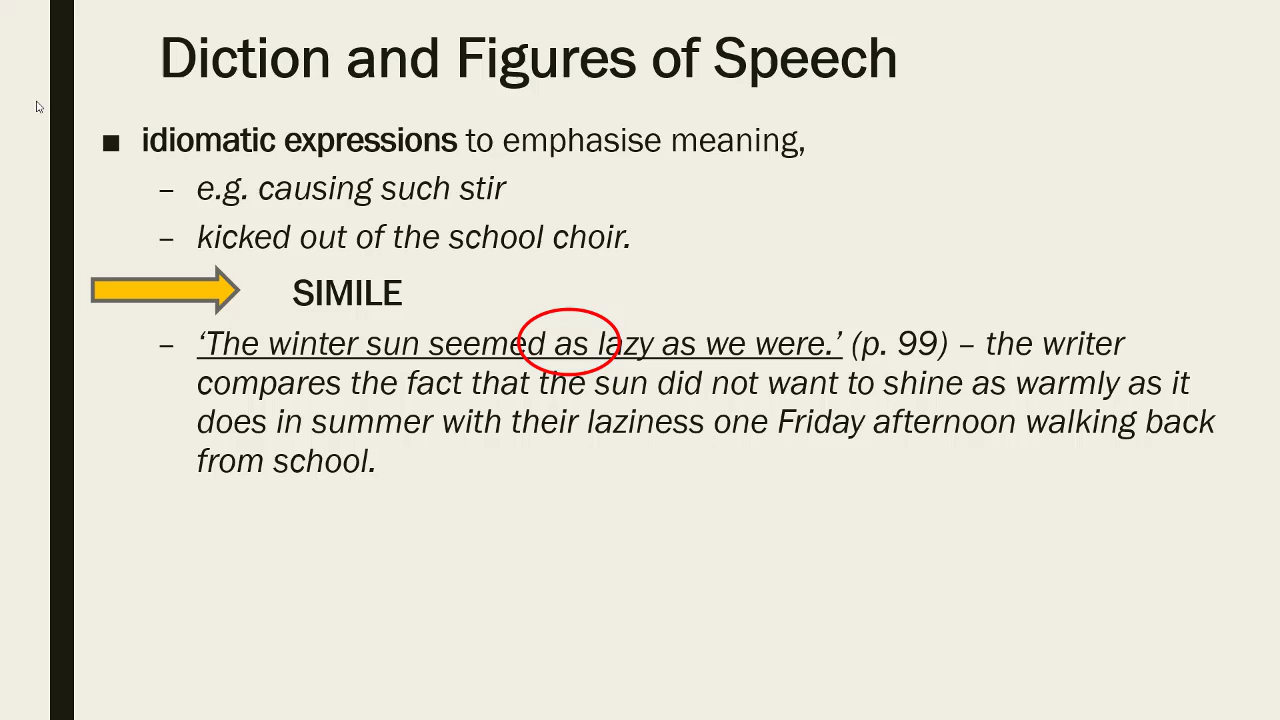 Diction and Figures of Speech
■ idiomatic expressions to emphasise meaning,
– e.g. causing such stir
– kicked out of the school choir.
SIMILE
– ‘The winter sun seemed as lazy as we were.’ (p. 99) – the writer
compares the fact that the sun did not want to shine as warmly as it
does in summer with their laziness one Friday afternoon walking back
from school.